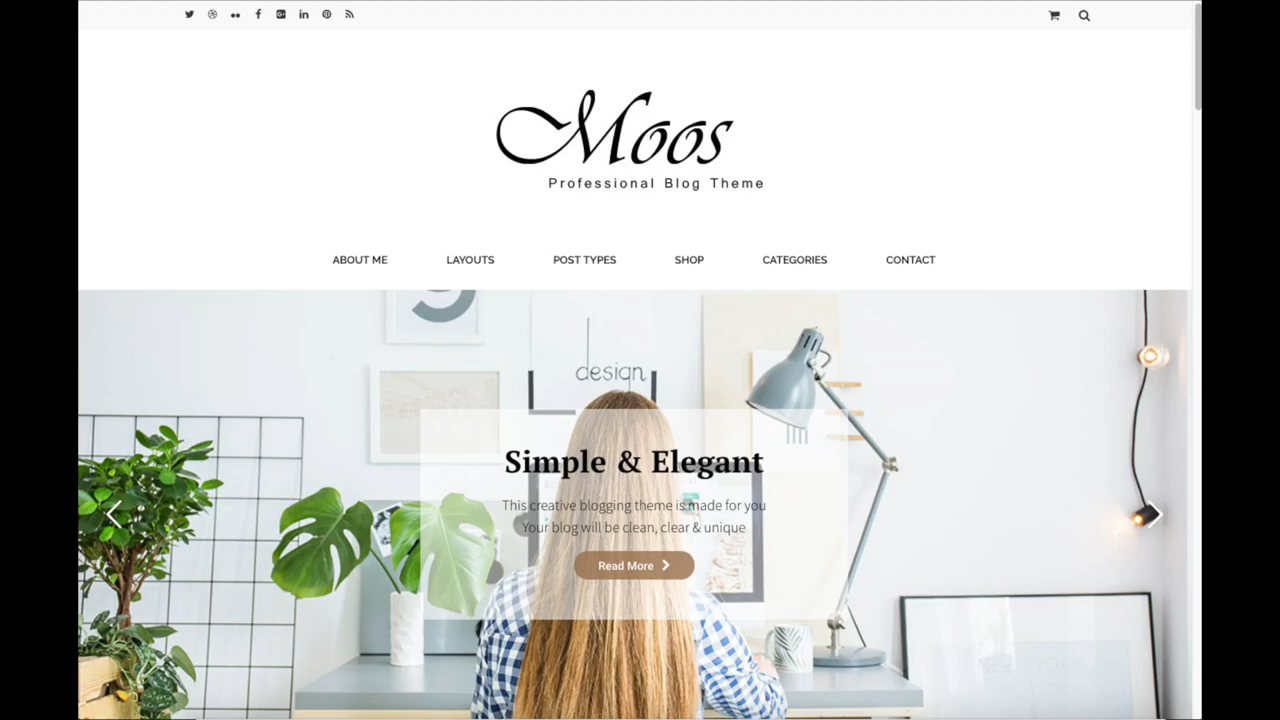 Moos
Professional Blog Theme
ABOUT ME LAYOUTS POST TYPES SHOP CATEGORIES CONTACT
design
Simple & Elegant
This creative blogging theme is made for you
Your blog will be clean, clear & unique
Read More